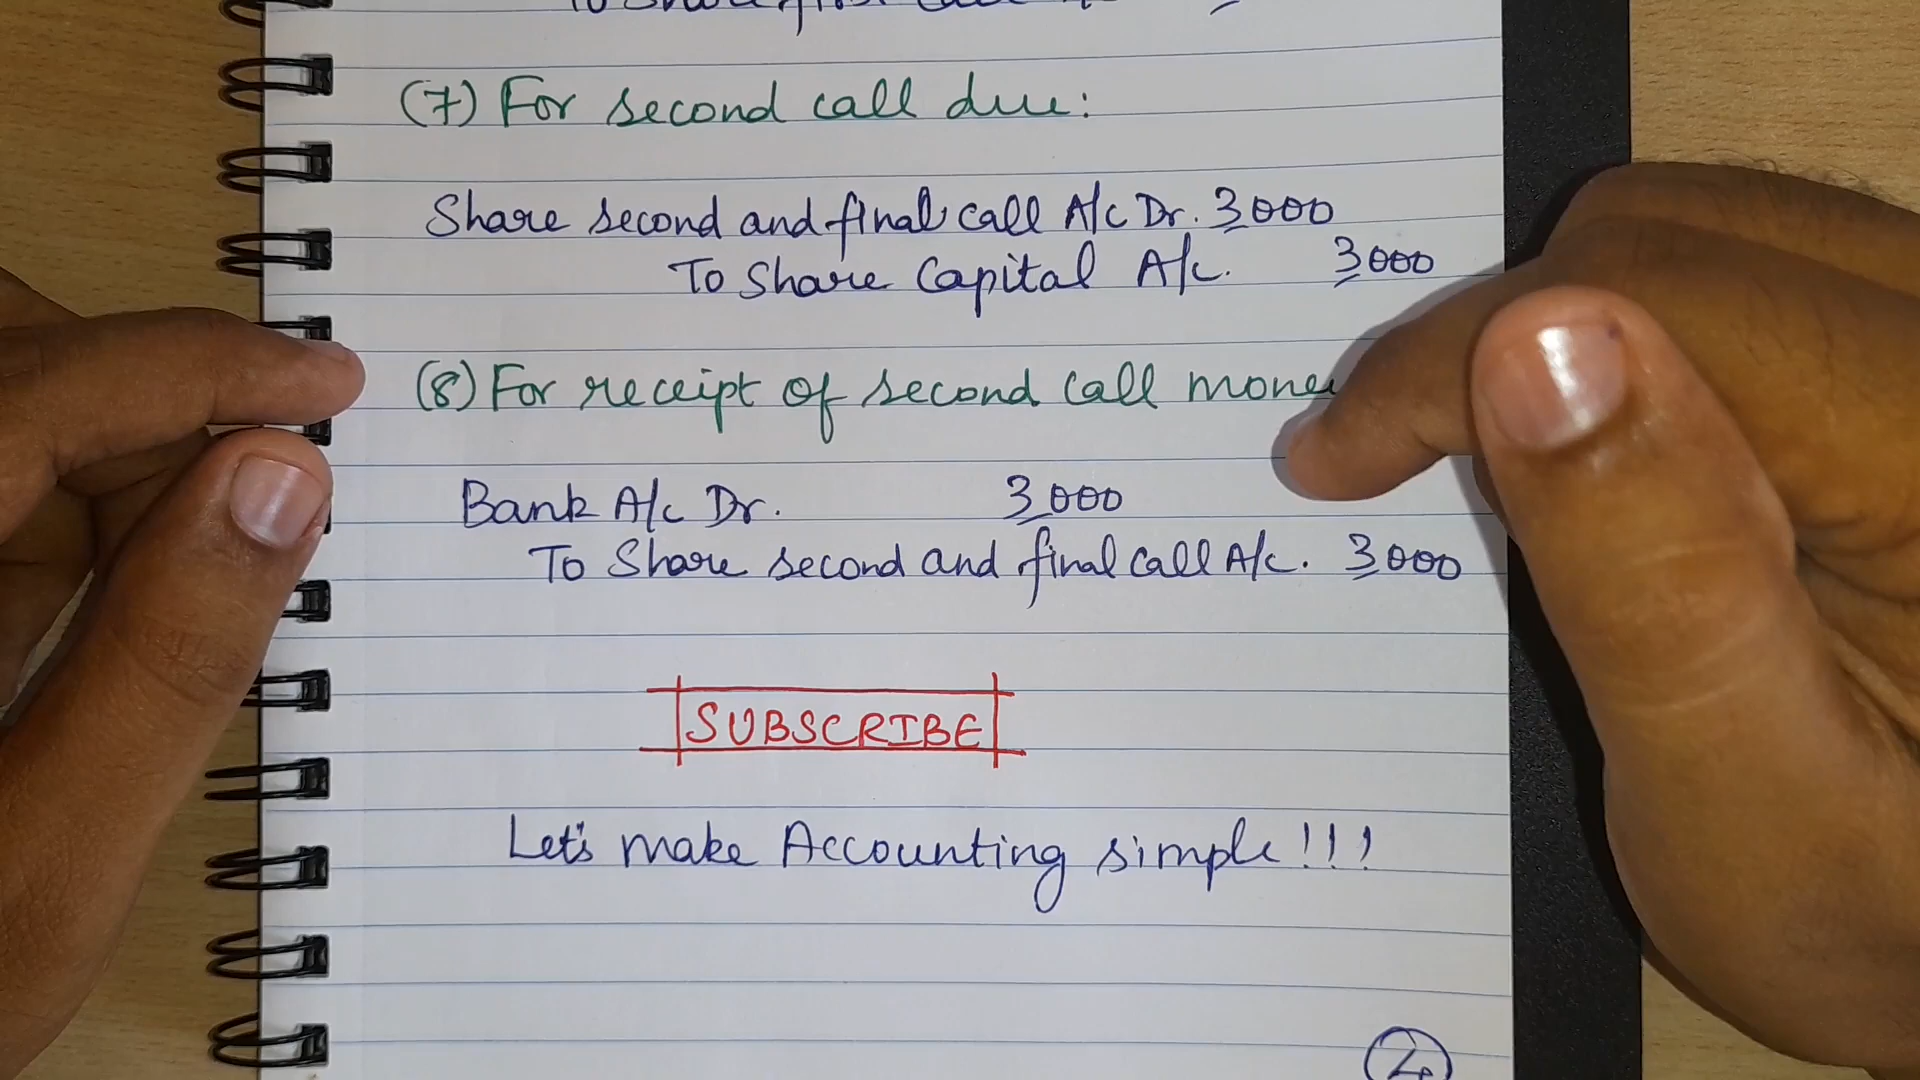 (7) For second call due:
Share second and final call A/c Dr. 3000
To Share Capital A/c. 3000
(8) For receipt of second call mone
Bank A/c Dr. 3000
To Share second and final call A/c. 3000
SUBSCRIBE
Let's make Accounting simple!!!